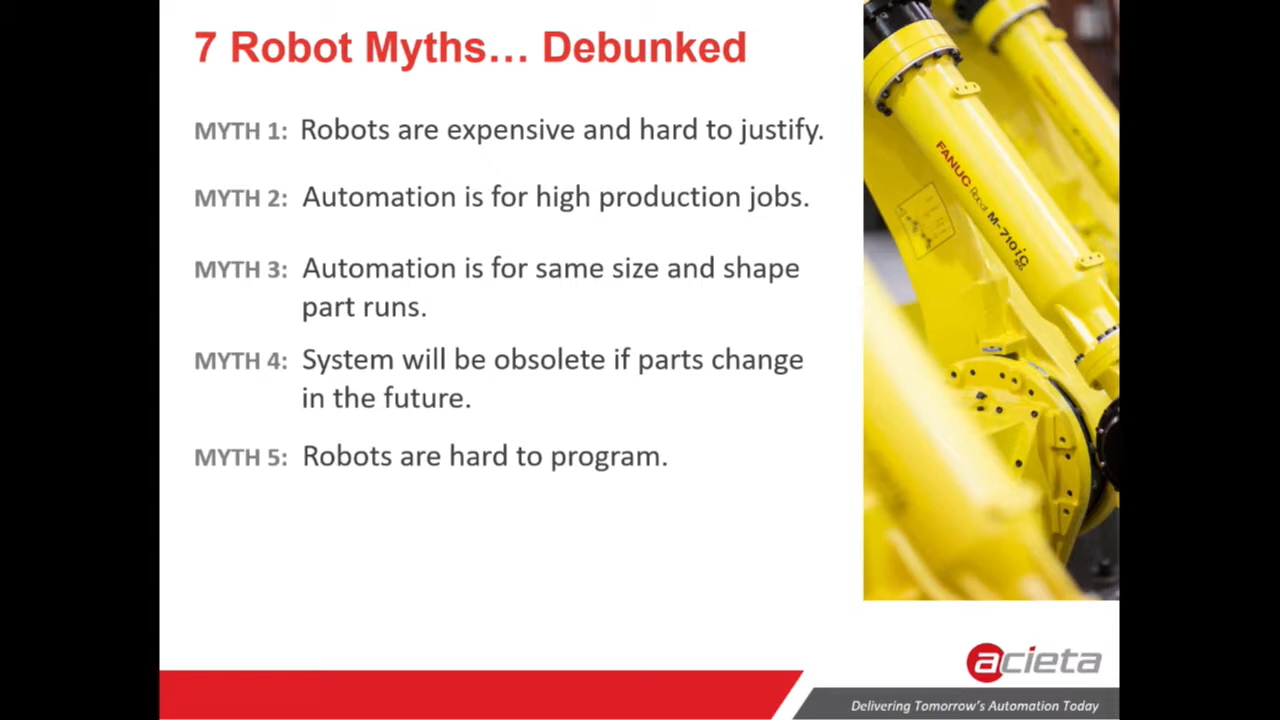 7 Robot Myths... Debunked
MYTH 1: Robots are expensive and hard to justify.
MYTH 2: Automation is for high production jobs.
MYTH 3: Automation is for same size and shape
part runs.
MYTH 4: System will be obsolete if parts change
in the future.
MYTH 5: Robots are hard to program.
FANUC Robot M-710iC
50
acieta
Delivering Tomorrow's Automation Today